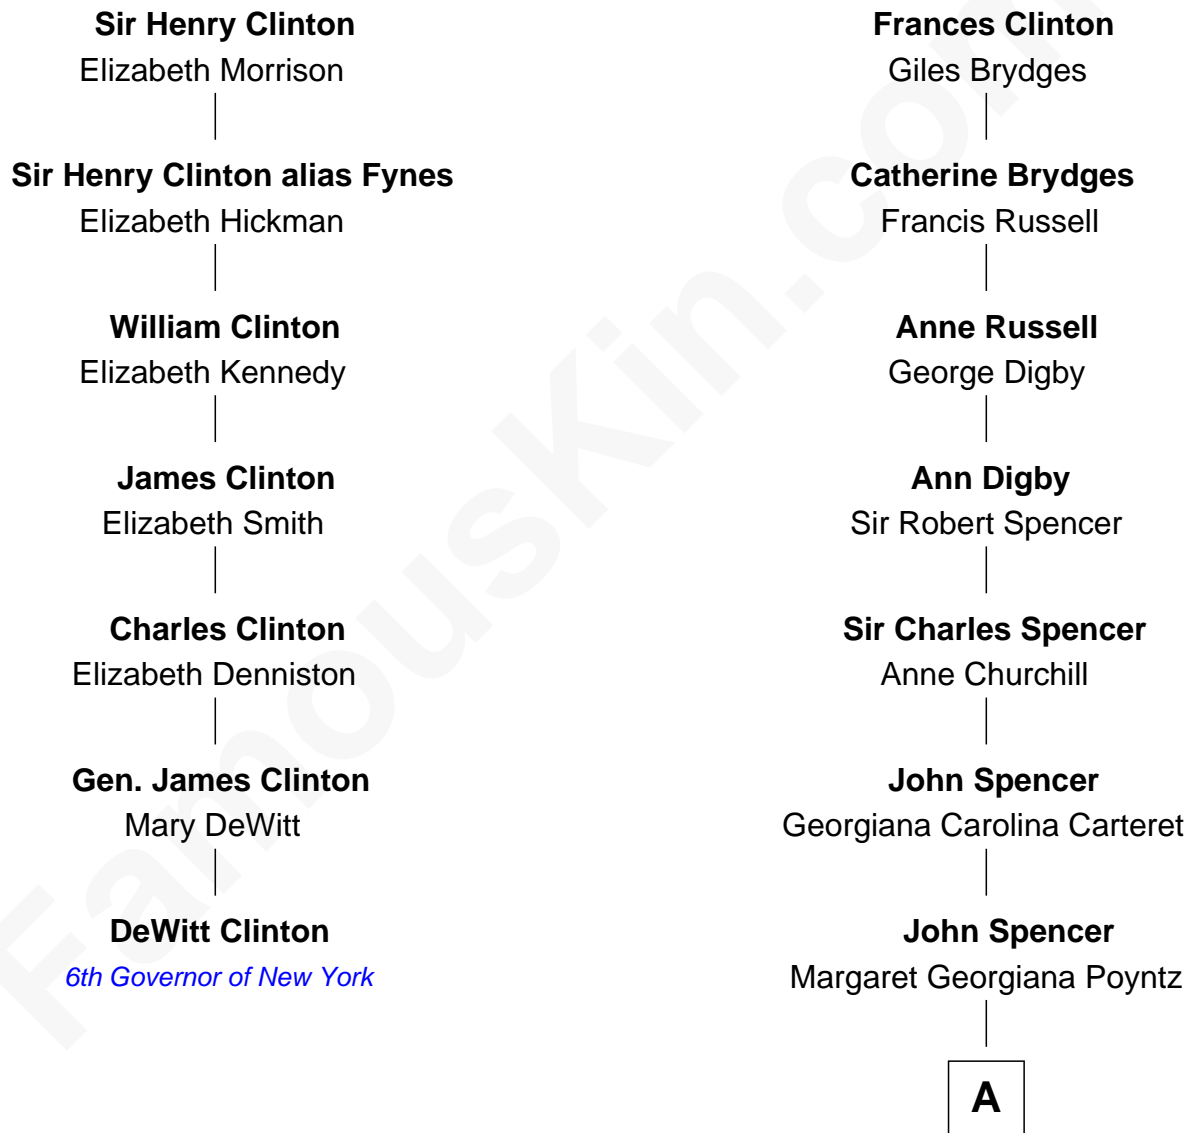 Sir Henry Clinton
Elizabeth Morrison
Sir Henry Clinton alias Fynes
Elizabeth Hickman
William Clinton
Elizabeth Kennedy
James Clinton
Elizabeth Smith
Charles Clinton
Elizabeth Denniston
Gen. James Clinton
Mary DeWitt
DeWitt Clinton
6th Governor of New York
Frances Clinton
Giles Brydges
Catherine Brydges
Francis Russell
Anne Russell
George Digby
Ann Digby
Sir Robert Spencer
Sir Charles Spencer
Anne Churchill
John Spencer
Georgiana Carolina Carteret
John Spencer
Margaret Georgiana Poyntz
A
FamousKin.com